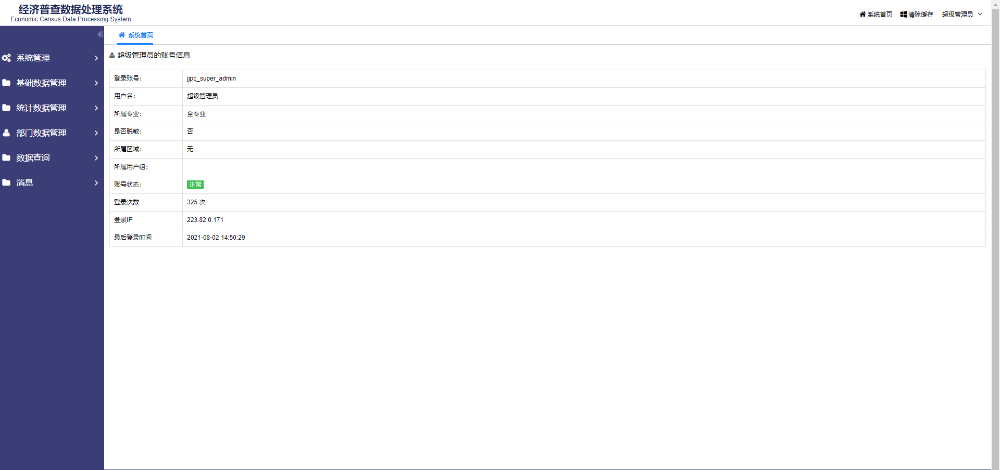 经济普查数据处理系统
Economic Census Data Processing System
系统首页 清除缓存 超级管理员
系统首页
系统管理
基础数据管理
统计数据管理
部门数据管理
数据查询
消息
超级管理员的账号信息
登录账号: jjpc_super_admin
用户名: 超级管理员
所属专业: 全专业
是否脱敏: 否
所属区域: 无
所属用户组:
账号状态: 正常
登录次数 325 次
登录IP 223.82.0.171
最后登录时间 2021-08-02 14:50:29